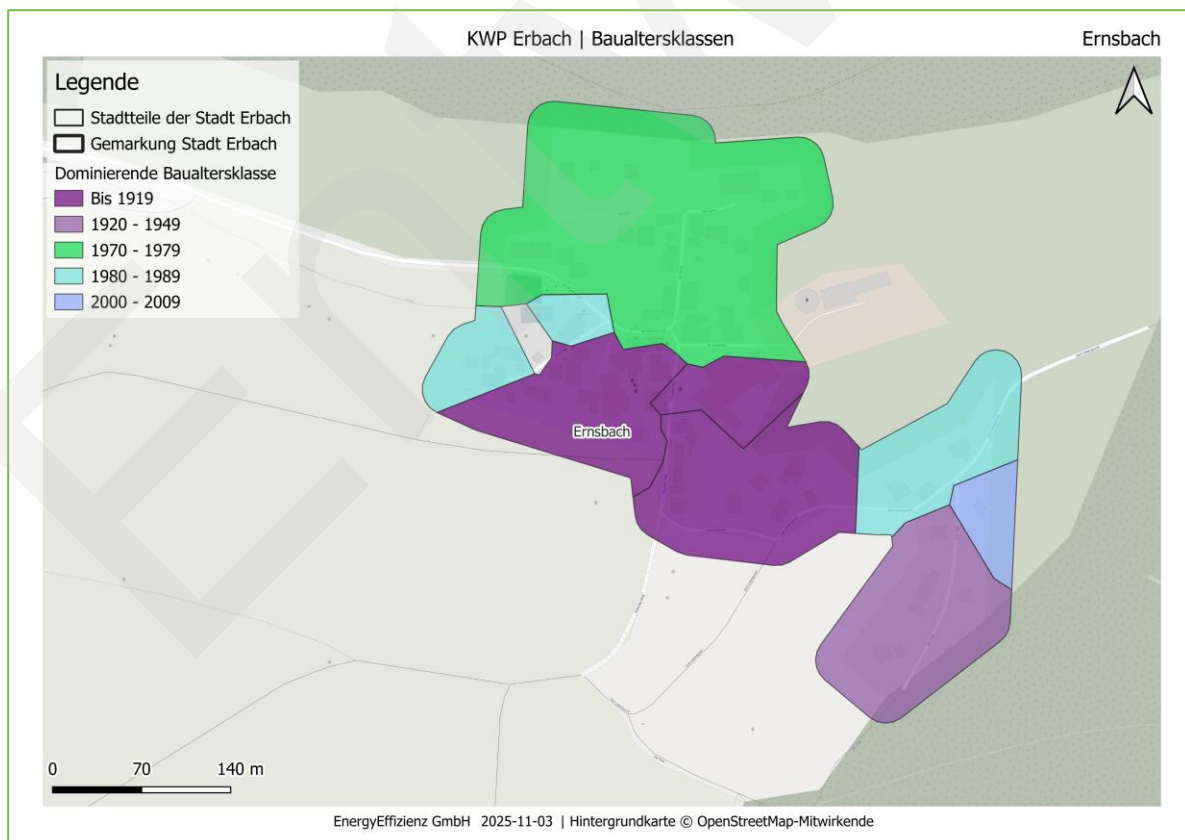 KWP Erbach | Baualtersklassen
Ernsbach
Legende
Stadtteile der Stadt Erbach
Gemarkung Stadt Erbach
Dominierende Baualtersklasse
Bis 1919
1920 - 1949
1970 - 1979
1980 - 1989
2000 - 2009
Ernsbach
0 70 140 m
EnergyEffizienz GmbH 2025-11-03 | Hintergrundkarte © OpenStreetMap-Mitwirkende